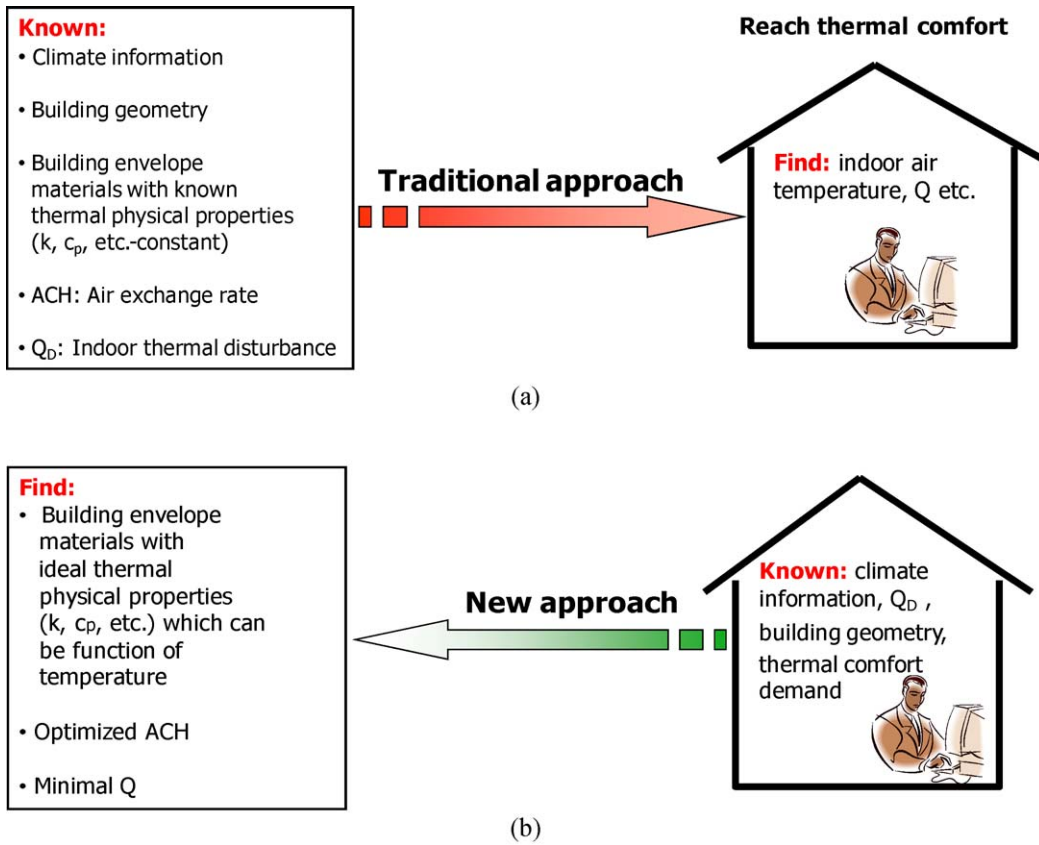 Known:
• Climate information
• Building geometry
• Building envelope
materials with known
thermal physical properties
(k, cp, etc.-constant)
• ACH: Air exchange rate
• QD: Indoor thermal disturbance
Traditional approach
Reach thermal comfort
Find: indoor air
temperature, Q etc.
(a)
Find:
• Building envelope
materials with
ideal thermal
physical properties
(k, cp, etc.) which can
be function of
temperature
• Optimized ACH
• Minimal Q
New approach
Known: climate
information, QD ,
building geometry,
thermal comfort
demand
(b)